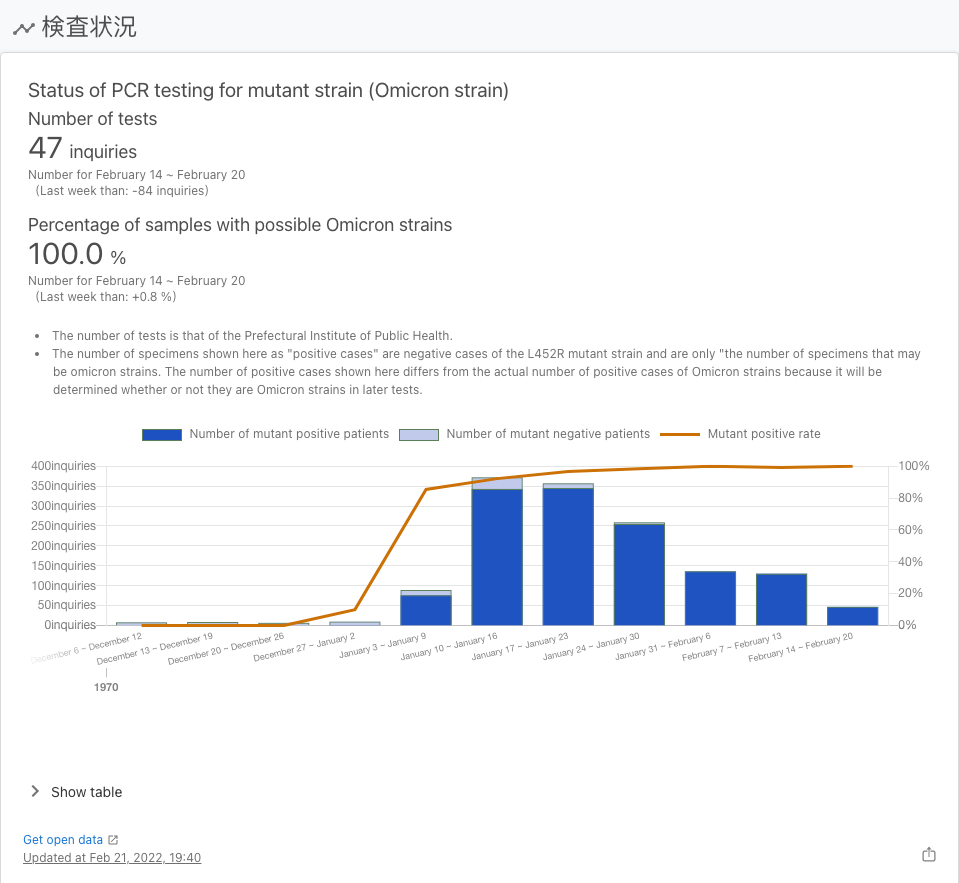 検査状況
Status of PCR testing for mutant strain (Omicron strain)
Number of tests
47 inquiries
Number for February 14 ~ February 20
(Last week than: -84 inquiries)
Percentage of samples with possible Omicron strains
100.0 %
Number for February 14 ~ February 20
(Last week than: +0.8 %)
• The number of tests is that of the Prefectural Institute of Public Health.
• The number of specimens shown here as "positive cases" are negative cases of the L452R mutant strain and are only "the number of specimens that may
be omicron strains. The number of positive cases shown here differs from the actual number of positive cases of Omicron strains because it will be
determined whether or not they are Omicron strains in later tests.
Number of mutant positive patients Number of mutant negative patients Mutant positive rate
400inquiries 100%
350inquiries
80%
300inquiries
60%
250inquiries
200inquiries
40%
150inquiries
100inquiries
20%
50inquiries
0inquiries 0%
December 6 ~ December 12
December 13 ~ December 19
December 20 ~ December 26
December 27 ~ January 2
January 3 ~ January 9
January 10 ~ January 16
January 17 ~ January 23
January 24 ~ January 30
January 31 ~ February 6
February 7 ~ February 13
February 14 ~ February 20
1970
Show table
Get open data
Updated at Feb 21, 2022, 19:40